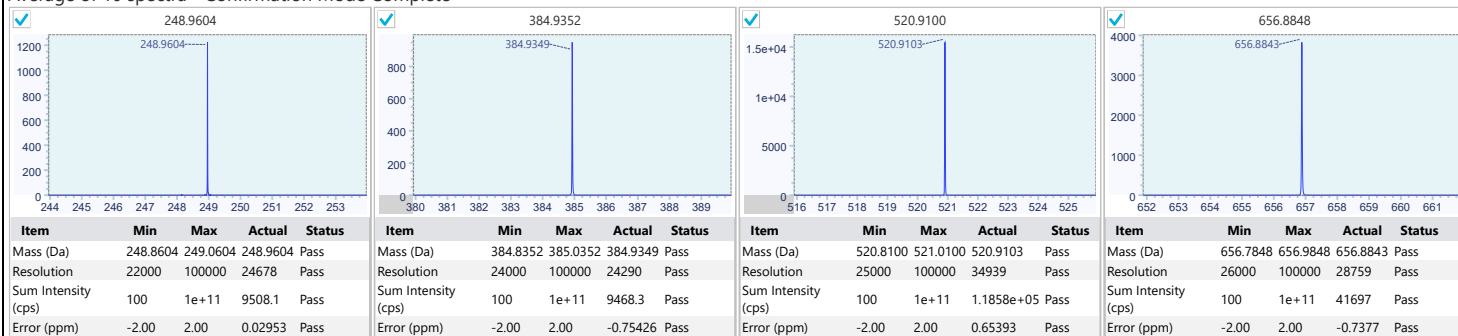 248.9604 384.9352 520.9100 656.8848
248.9604 384.9349 520.9103 656.8843
1200 1000 800 600 400 200 0
244 245 246 247 248 249 250 251 252 253
800 600 400 200 0
380 381 382 383 384 385 386 387 388 389
1.5e+04 1e+04 5000 0
516 517 518 519 520 521 522 523 524 525
4000 3000 2000 1000 0
652 653 654 655 656 657 658 659 660 661
Item Min Max Actual Status Item Min Max Actual Status Item Min Max Actual Status Item Min Max Actual Status
Mass (Da) 248.8604 249.0604 248.9604 Pass Mass (Da) 384.8352 385.0352 384.9349 Pass Mass (Da) 520.8100 521.0100 520.9103 Pass Mass (Da) 656.7848 656.9848 656.8843 Pass
Resolution 22000 100000 24678 Pass Resolution 24000 100000 24290 Pass Resolution 25000 100000 34939 Pass Resolution 26000 100000 28759 Pass
Sum Intensity (cps) 100 1e+11 9508.1 Pass Sum Intensity (cps) 100 1e+11 9468.3 Pass Sum Intensity (cps) 100 1e+11 1.1858e+05 Pass Sum Intensity (cps) 100 1e+11 41697 Pass
Error (ppm) -2.00 2.00 0.02953 Pass Error (ppm) -2.00 2.00 -0.75426 Pass Error (ppm) -2.00 2.00 0.65393 Pass Error (ppm) -2.00 2.00 -0.7377 Pass